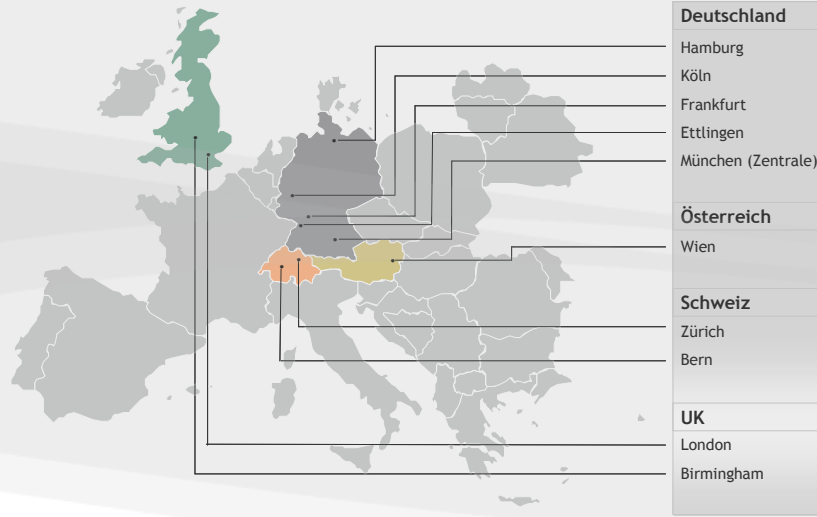 Deutschland
Hamburg
Köln
Frankfurt
Ettlingen
München (Zentrale)
Österreich
Wien
Schweiz
Zürich
Bern
UK
London
Birmingham